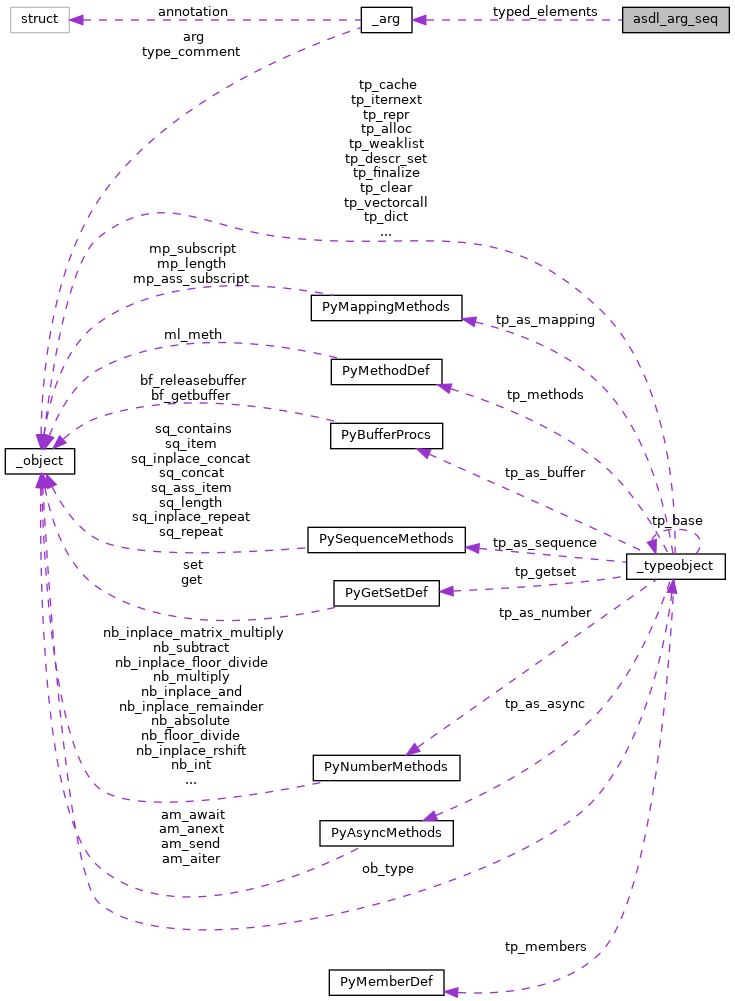 struct
annotation
_arg
typed_elements
asdl_arg_seq
arg
type_comment
tp_cache
tp_iternext
tp_repr
tp_alloc
tp_weaklist
tp_descr_set
tp_finalize
tp_clear
tp_vectorcall
tp_dict
...
mp_subscript
mp_length
mp_ass_subscript
PyMappingMethods
tp_as_mapping
ml_meth
PyMethodDef
tp_methods
bf_releasebuffer
bf_getbuffer
PyBufferProcs
tp_as_buffer
_object
sq_contains
sq_item
sq_inplace_concat
sq_concat
sq_ass_item
sq_length
sq_inplace_repeat
sq_repeat
PySequenceMethods
tp_as_sequence
tp_base
_typeobject
set
get
PyGetSetDef
tp_getset
tp_as_number
nb_inplace_matrix_multiply
nb_subtract
nb_inplace_floor_divide
nb_multiply
nb_inplace_and
nb_inplace_remainder
nb_absolute
nb_floor_divide
nb_inplace_rshift
nb_int
...
PyNumberMethods
tp_as_async
am_await
am_anext
am_send
am_aiter
PyAsyncMethods
ob_type
tp_members
PyMemberDef